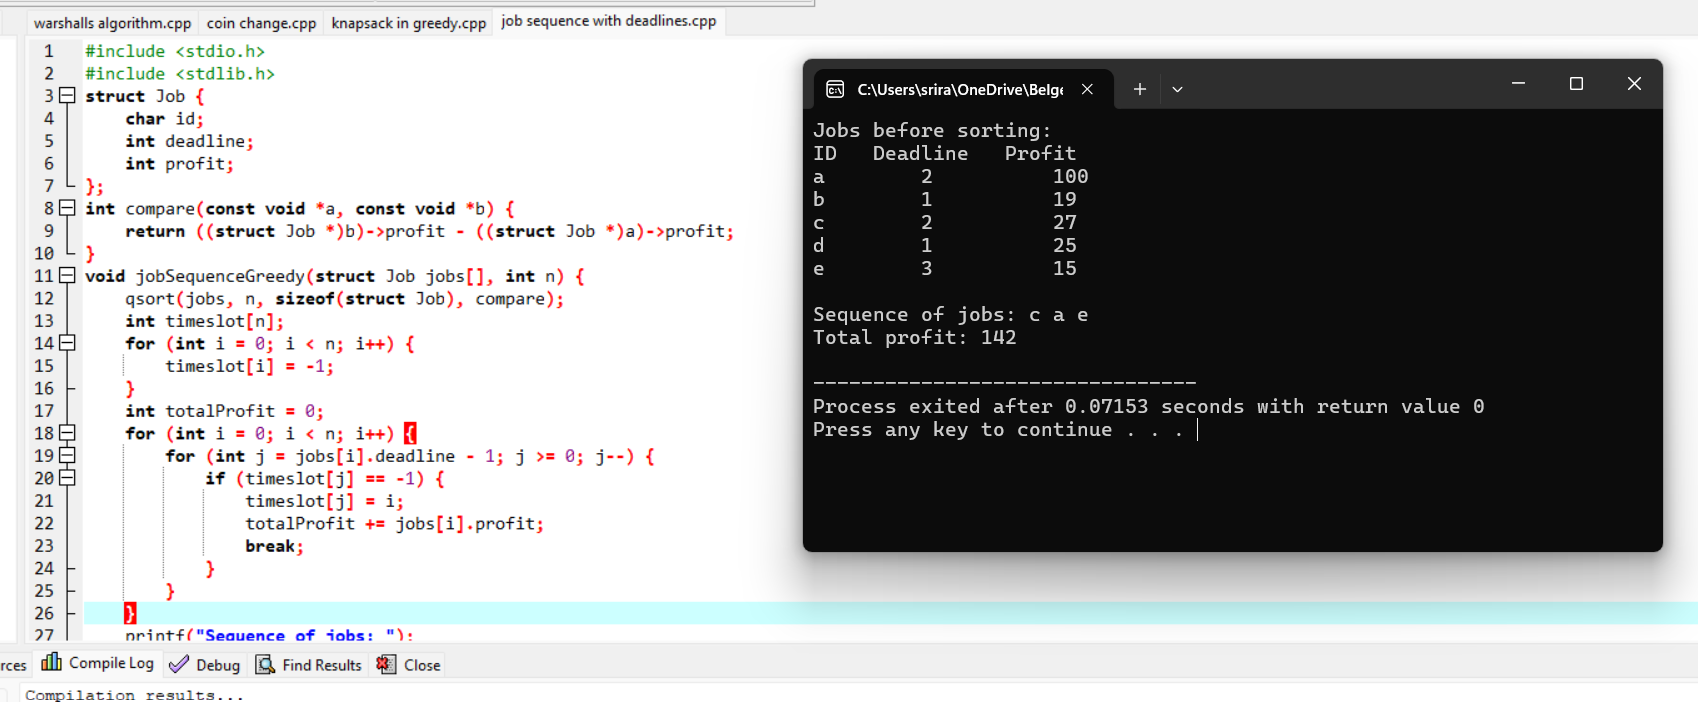 warshalls algorithm.cpp coin change.cpp knapsack in greedy.cpp job sequence with deadlines.cpp
1 #include <stdio.h>
2 #include <stdlib.h>
3 struct Job {
4 char id;
5 int deadline;
6 int profit;
7 };
8 int compare(const void *a, const void *b) {
9 return ((struct Job *)b)->profit - ((struct Job *)a)->profit;
10 }
11 void jobSequenceGreedy(struct Job jobs[], int n) {
12 qsort(jobs, n, sizeof(struct Job), compare);
13 int timeslot[n];
14 for (int i = 0; i < n; i++) {
15 timeslot[i] = -1;
16 }
17 int totalProfit = 0;
18 for (int i = 0; i < n; i++) {
19 for (int j = jobs[i].deadline - 1; j >= 0; j--) {
20 if (timeslot[j] == -1) {
21 timeslot[j] = i;
22 totalProfit += jobs[i].profit;
23 break;
24 }
25 }
26 }
27 printf("Sequence of jobs: ");
C:\Users\srira\OneDrive\Belge
Jobs before sorting:
ID Deadline Profit
a 2 100
b 1 19
c 2 27
d 1 25
e 3 15
Sequence of jobs: c a e
Total profit: 142
--------------------------------
Process exited after 0.07153 seconds with return value 0
Press any key to continue . . .
rces Compile Log Debug Find Results Close
Compilation results...